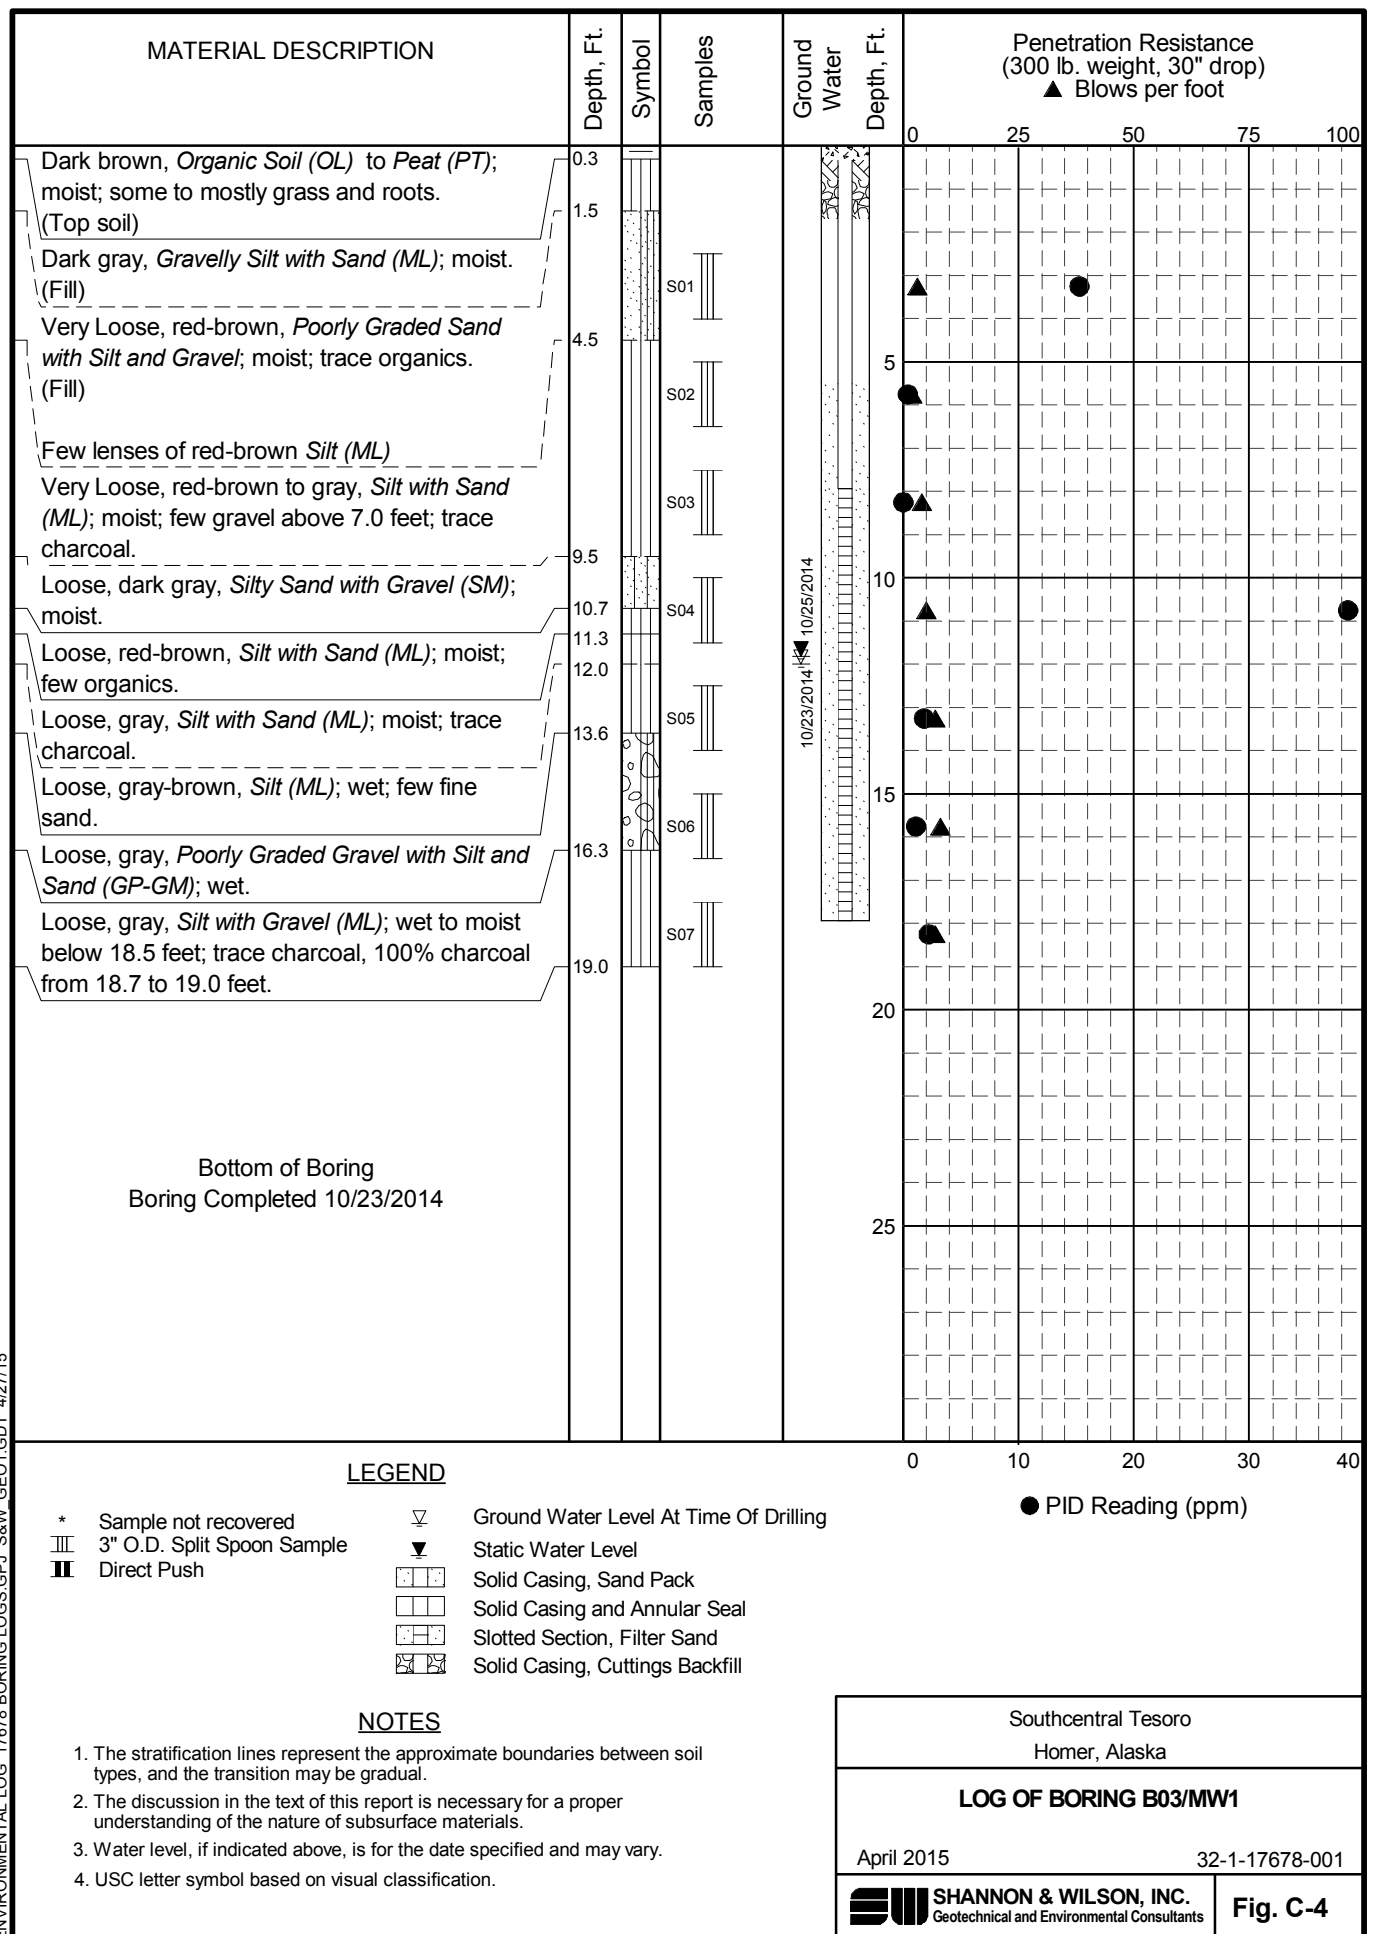 MATERIAL DESCRIPTION
Depth, Ft.
Symbol
Samples
Ground
Water
Depth, Ft.
Penetration Resistance
(300 lb. weight, 30" drop)
▲ Blows per foot
0 25 50 75 100
Dark brown, Organic Soil (OL) to Peat (PT);
moist; some to mostly grass and roots.
(Top soil)
0.3
Dark gray, Gravelly Silt with Sand (ML); moist.
(Fill)
1.5
Very Loose, red-brown, Poorly Graded Sand
with Silt and Gravel; moist; trace organics.
(Fill)
Few lenses of red-brown Silt (ML)
4.5
Very Loose, red-brown to gray, Silt with Sand
(ML); moist; few gravel above 7.0 feet; trace
charcoal.
9.5
Loose, dark gray, Silty Sand with Gravel (SM);
moist.
10.7
Loose, red-brown, Silt with Sand (ML); moist;
few organics.
11.3
Loose, gray, Silt with Sand (ML); moist; trace
charcoal.
12.0
Loose, gray-brown, Silt (ML); wet; few fine
sand.
13.6
Loose, gray, Poorly Graded Gravel with Silt and
Sand (GP-GM); wet.
16.3
Loose, gray, Silt with Gravel (ML); wet to moist
below 18.5 feet; trace charcoal, 100% charcoal
from 18.7 to 19.0 feet.
19.0
S01
S02
S03
S04
S05
S06
S07
10/25/2014
10/23/2014
5
10
15
20
25
Bottom of Boring
Boring Completed 10/23/2014
0 10 20 30 40
● PID Reading (ppm)
LEGEND
* Sample not recovered
3" O.D. Split Spoon Sample
Direct Push
Ground Water Level At Time Of Drilling
Static Water Level
Solid Casing, Sand Pack
Solid Casing and Annular Seal
Slotted Section, Filter Sand
Solid Casing, Cuttings Backfill
NOTES
1. The stratification lines represent the approximate boundaries between soil
types, and the transition may be gradual.
2. The discussion in the text of this report is necessary for a proper
understanding of the nature of subsurface materials.
3. Water level, if indicated above, is for the date specified and may vary.
4. USC letter symbol based on visual classification.
Southcentral Tesoro
Homer, Alaska
LOG OF BORING B03/MW1
April 2015 32-1-17678-001
SHANNON & WILSON, INC.
Geotechnical and Environmental Consultants
Fig. C-4
ENVIRONMENTAL LOG 17678 BORING LOGS.GPJ S&W_GEOT.GDT 4/27/15